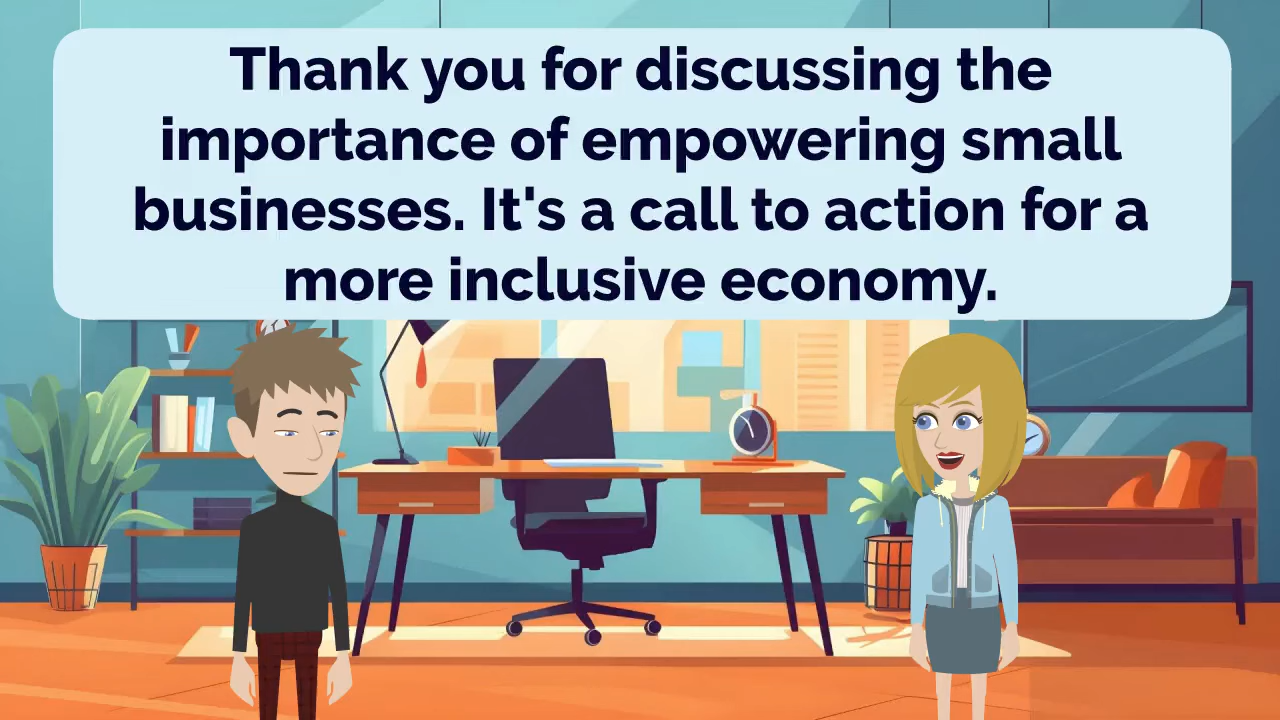 Thank you for discussing the
importance of empowering small
businesses. It's a call to action for a
more inclusive economy.